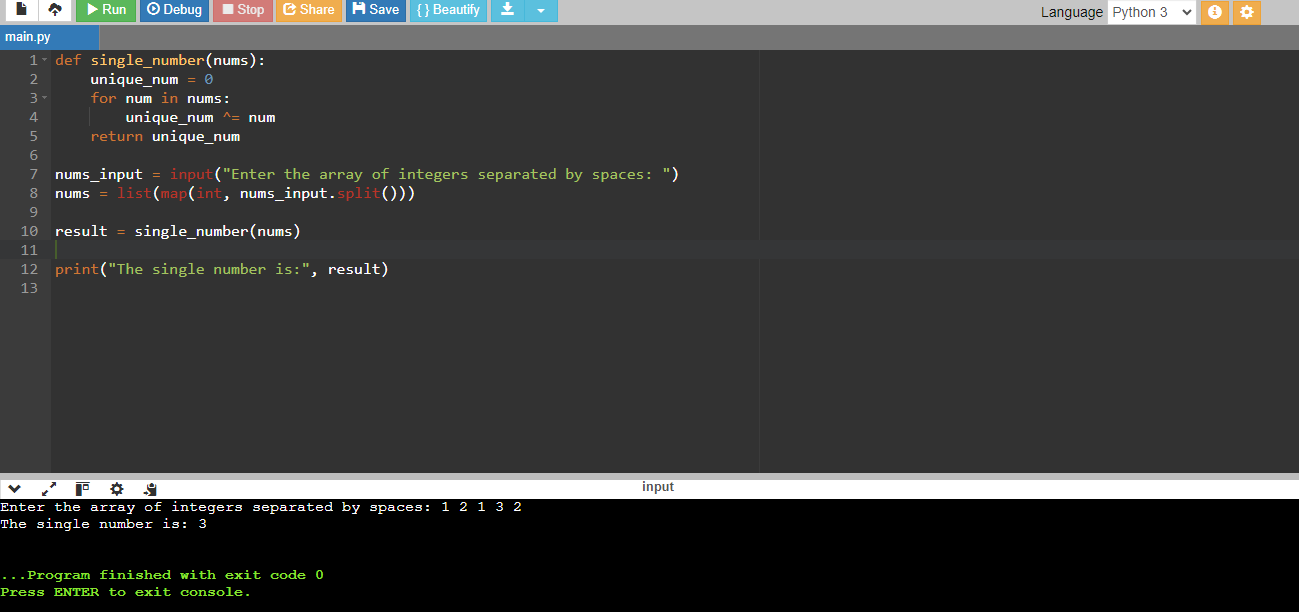 Run Debug Stop Share Save { } Beautify Language Python 3
main.py
1 def single_number(nums):
2     unique_num = 0
3     for num in nums:
4         unique_num ^= num
5     return unique_num
6
7 nums_input = input("Enter the array of integers separated by spaces: ")
8 nums = list(map(int, nums_input.split()))
9
10 result = single_number(nums)
11
12 print("The single number is:", result)
13
input
Enter the array of integers separated by spaces: 1 2 1 3 2
The single number is: 3
...Program finished with exit code 0
Press ENTER to exit console.